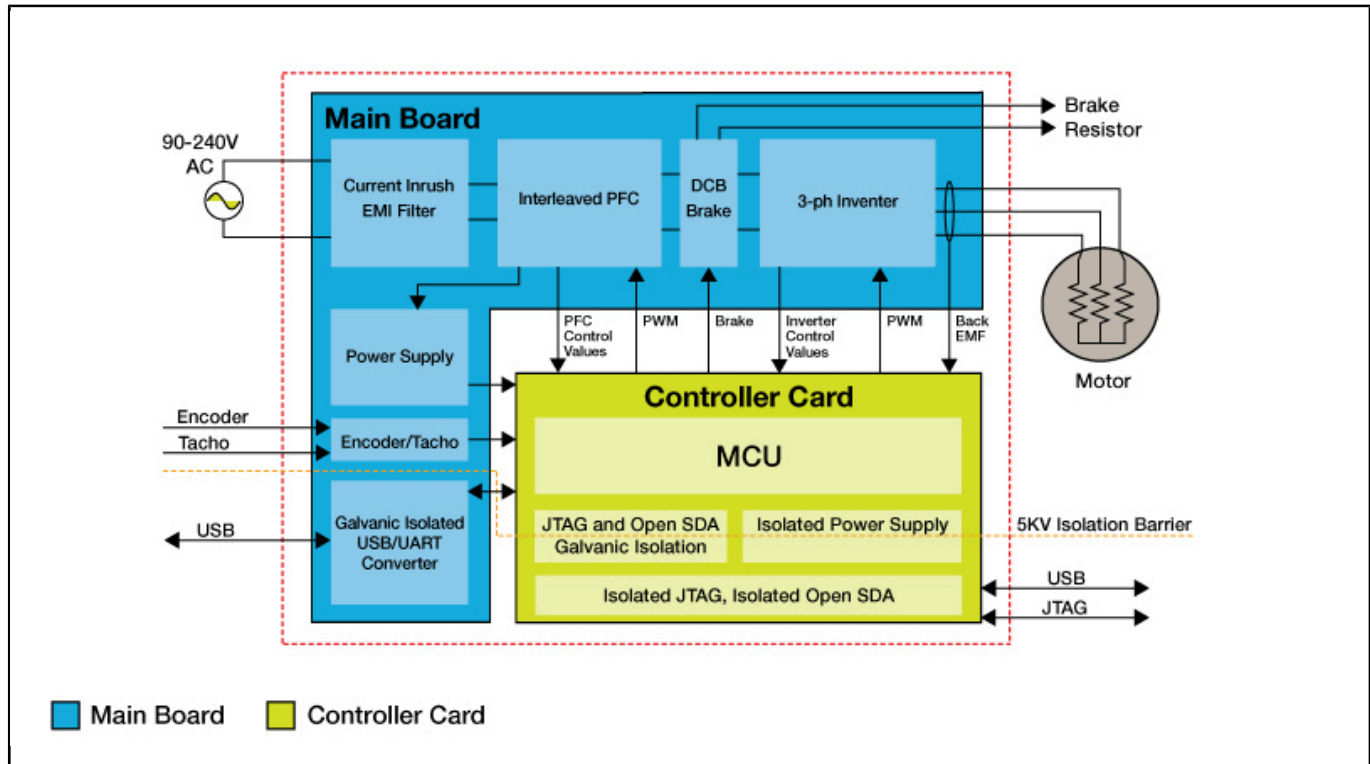 Main Board
90-240V
AC
Current Inrush
EMI Filter
Interleaved PFC
DCB
Brake
3-ph Inventer
Brake
Resistor
Motor
Power Supply
PFC
Control
Values
PWM
Brake
Inverter
Control
Values
PWM
Back
EMF
Controller Card
MCU
Encoder
Tacho
Encoder/Tacho
USB
Galvanic Isolated
USB/UART
Converter
JTAG and Open SDA
Galvanic Isolation
Isolated Power Supply
5KV Isolation Barrier
Isolated JTAG, Isolated Open SDA
USB
JTAG
Main Board
Controller Card